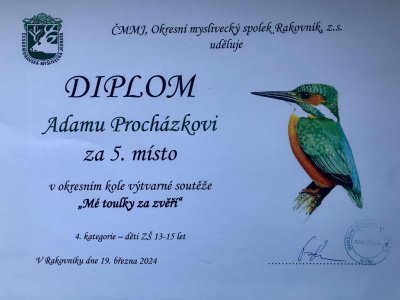 ČMMJ, Okresní myslivecký spolek Rakovník, z.s.
uděluje
DIPLOM
Adamu Procházkovi
za 5. místo
v okresním kole výtvarné soutěže
„Mé toulky za zvěří"
4. kategorie – děti ZŠ 13-15 let
V Rakovníku dne 19. března 2024